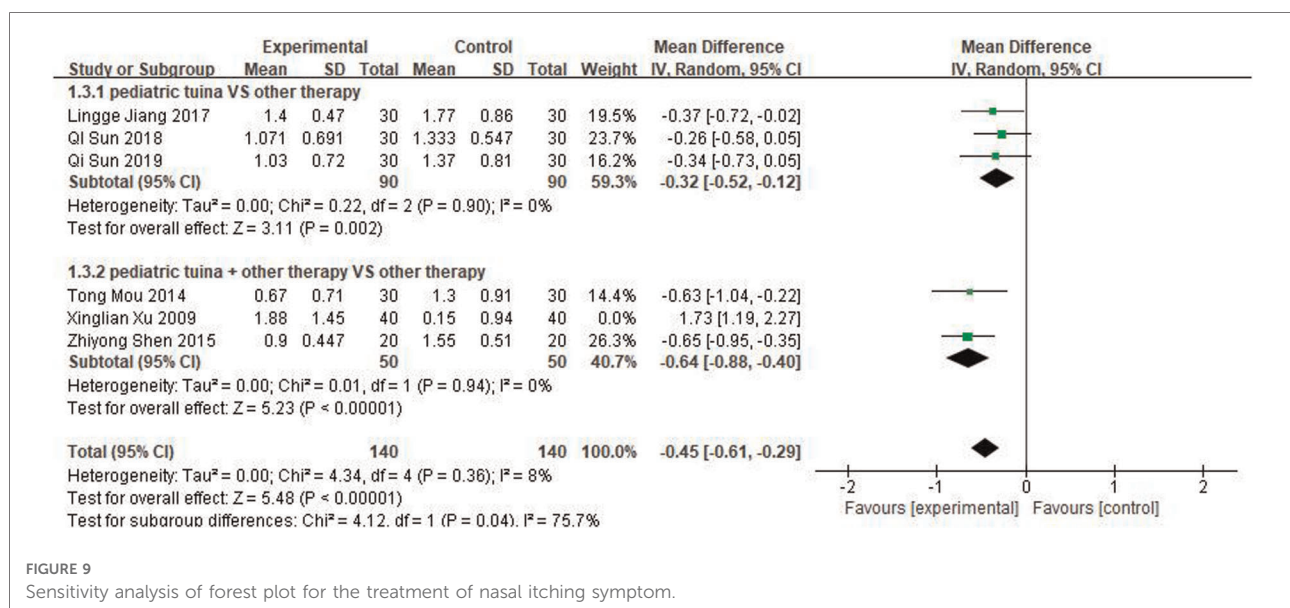 Experimental Control Mean Difference Mean Difference
Study or Subgroup Mean SD Total Mean SD Total Weight IV, Random, 95% CI IV, Random, 95% CI
1.3.1 pediatric tuina VS other therapy
Lingge Jiang 2017 1.4 0.47 30 1.77 0.86 30 19.5% -0.37 [-0.72, -0.02]
QI Sun 2018 1.071 0.691 30 1.333 0.547 30 23.7% -0.26 [-0.58, 0.05]
Qi Sun 2019 1.03 0.72 30 1.37 0.81 30 16.2% -0.34 [-0.73, 0.05]
Subtotal (95% CI) 90 90 59.3% -0.32 [-0.52, -0.12]
Heterogeneity: Tau² = 0.00; Chi² = 0.22, df = 2 (P = 0.90); I² = 0%
Test for overall effect: Z = 3.11 (P = 0.002)
1.3.2 pediatric tuina + other therapy VS other therapy
Tong Mou 2014 0.67 0.71 30 1.3 0.91 30 14.4% -0.63 [-1.04, -0.22]
Xinglian Xu 2009 1.88 1.45 40 0.15 0.94 40 0.0% 1.73 [1.19, 2.27]
Zhiyong Shen 2015 0.9 0.447 20 1.55 0.51 20 26.3% -0.65 [-0.95, -0.35]
Subtotal (95% CI) 50 50 40.7% -0.64 [-0.88, -0.40]
Heterogeneity: Tau² = 0.00; Chi² = 0.01, df = 1 (P = 0.94); I² = 0%
Test for overall effect: Z = 5.23 (P < 0.00001)
Total (95% CI) 140 140 100.0% -0.45 [-0.61, -0.29]
Heterogeneity: Tau² = 0.00; Chi² = 4.34, df = 4 (P = 0.36); I² = 8%
Test for overall effect: Z = 5.48 (P < 0.00001)
Test for subgroup differences: Chi² = 4.12, df = 1 (P = 0.04), I² = 75.7%
-2 -1 0 1 2
Favours [experimental] Favours [control]
FIGURE 9
Sensitivity analysis of forest plot for the treatment of nasal itching symptom.